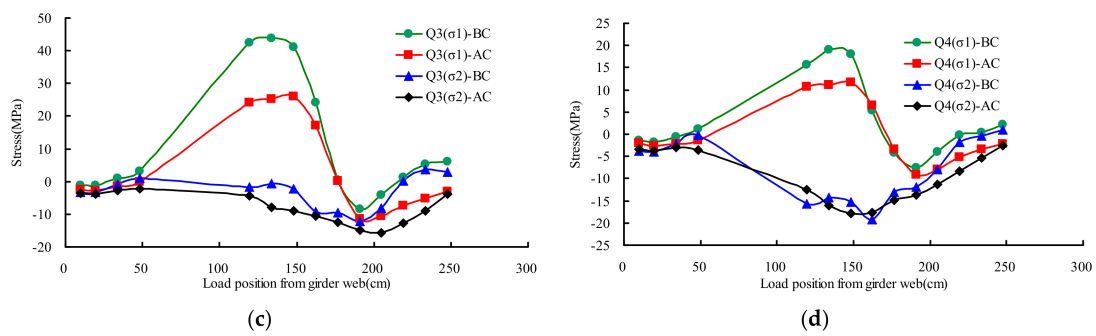 50
40
30
20
10
0
-10
-20
Stress(MPa)
0 50 100 150 200 250 300
Load position from girder web(cm)
Q3(σ1)-BC
Q3(σ1)-AC
Q3(σ2)-BC
Q3(σ2)-AC
(c)
25
20
15
10
5
0
-5
-10
-15
-20
-25
Stress(MPa)
0 50 100 150 200 250 300
Load position from girder web(cm)
Q4(σ1)-BC
Q4(σ1)-AC
Q4(σ2)-BC
Q4(σ2)-AC
(d)